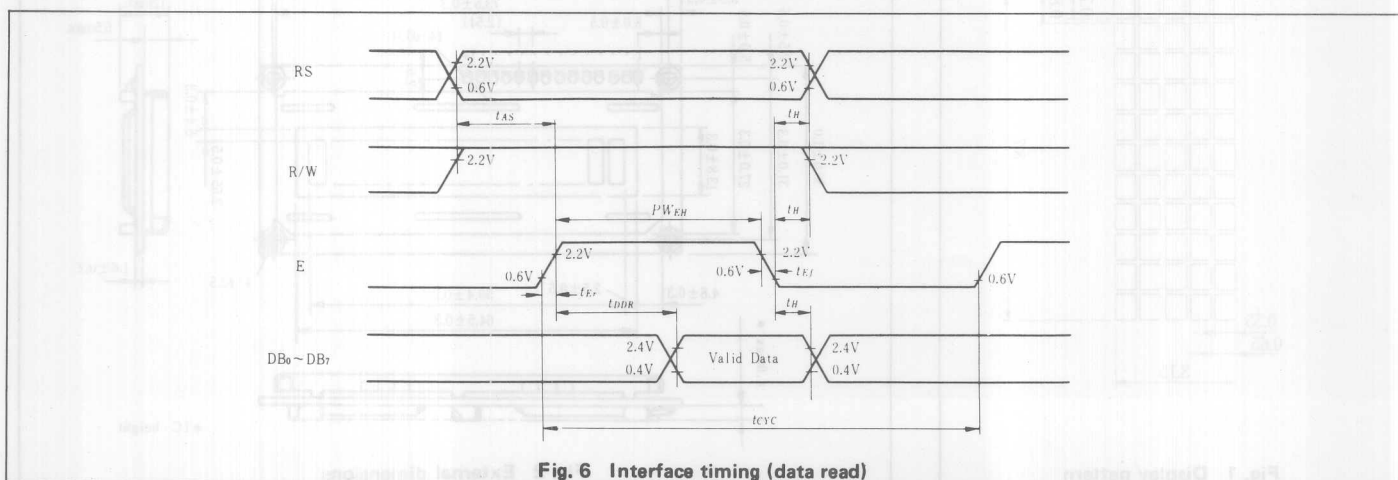 RS
2.2V
0.6V
2.2V
0.6V
tAS
tH
R/W
2.2V
2.2V
PWEH
tH
E
0.6V
2.2V
2.2V
0.6V
tEf
0.6V
tEr
tDDR
tH
DB0~DB7
2.4V
0.4V
Valid Data
2.4V
0.4V
tCYC
Fig. 6 Interface timing (data read)